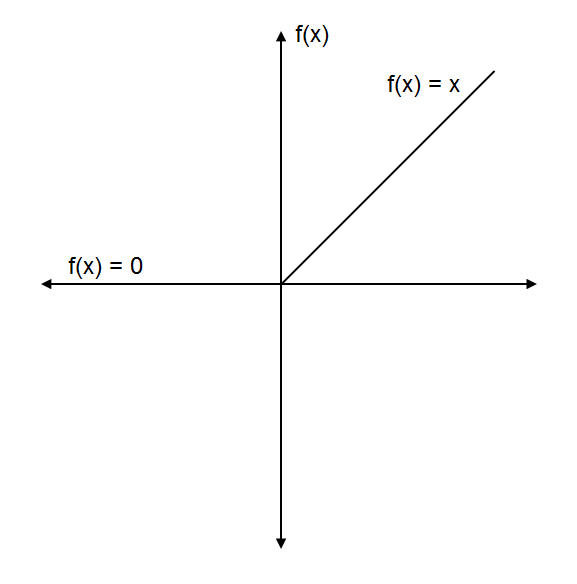 f(x)
f(x) = x
f(x) = 0